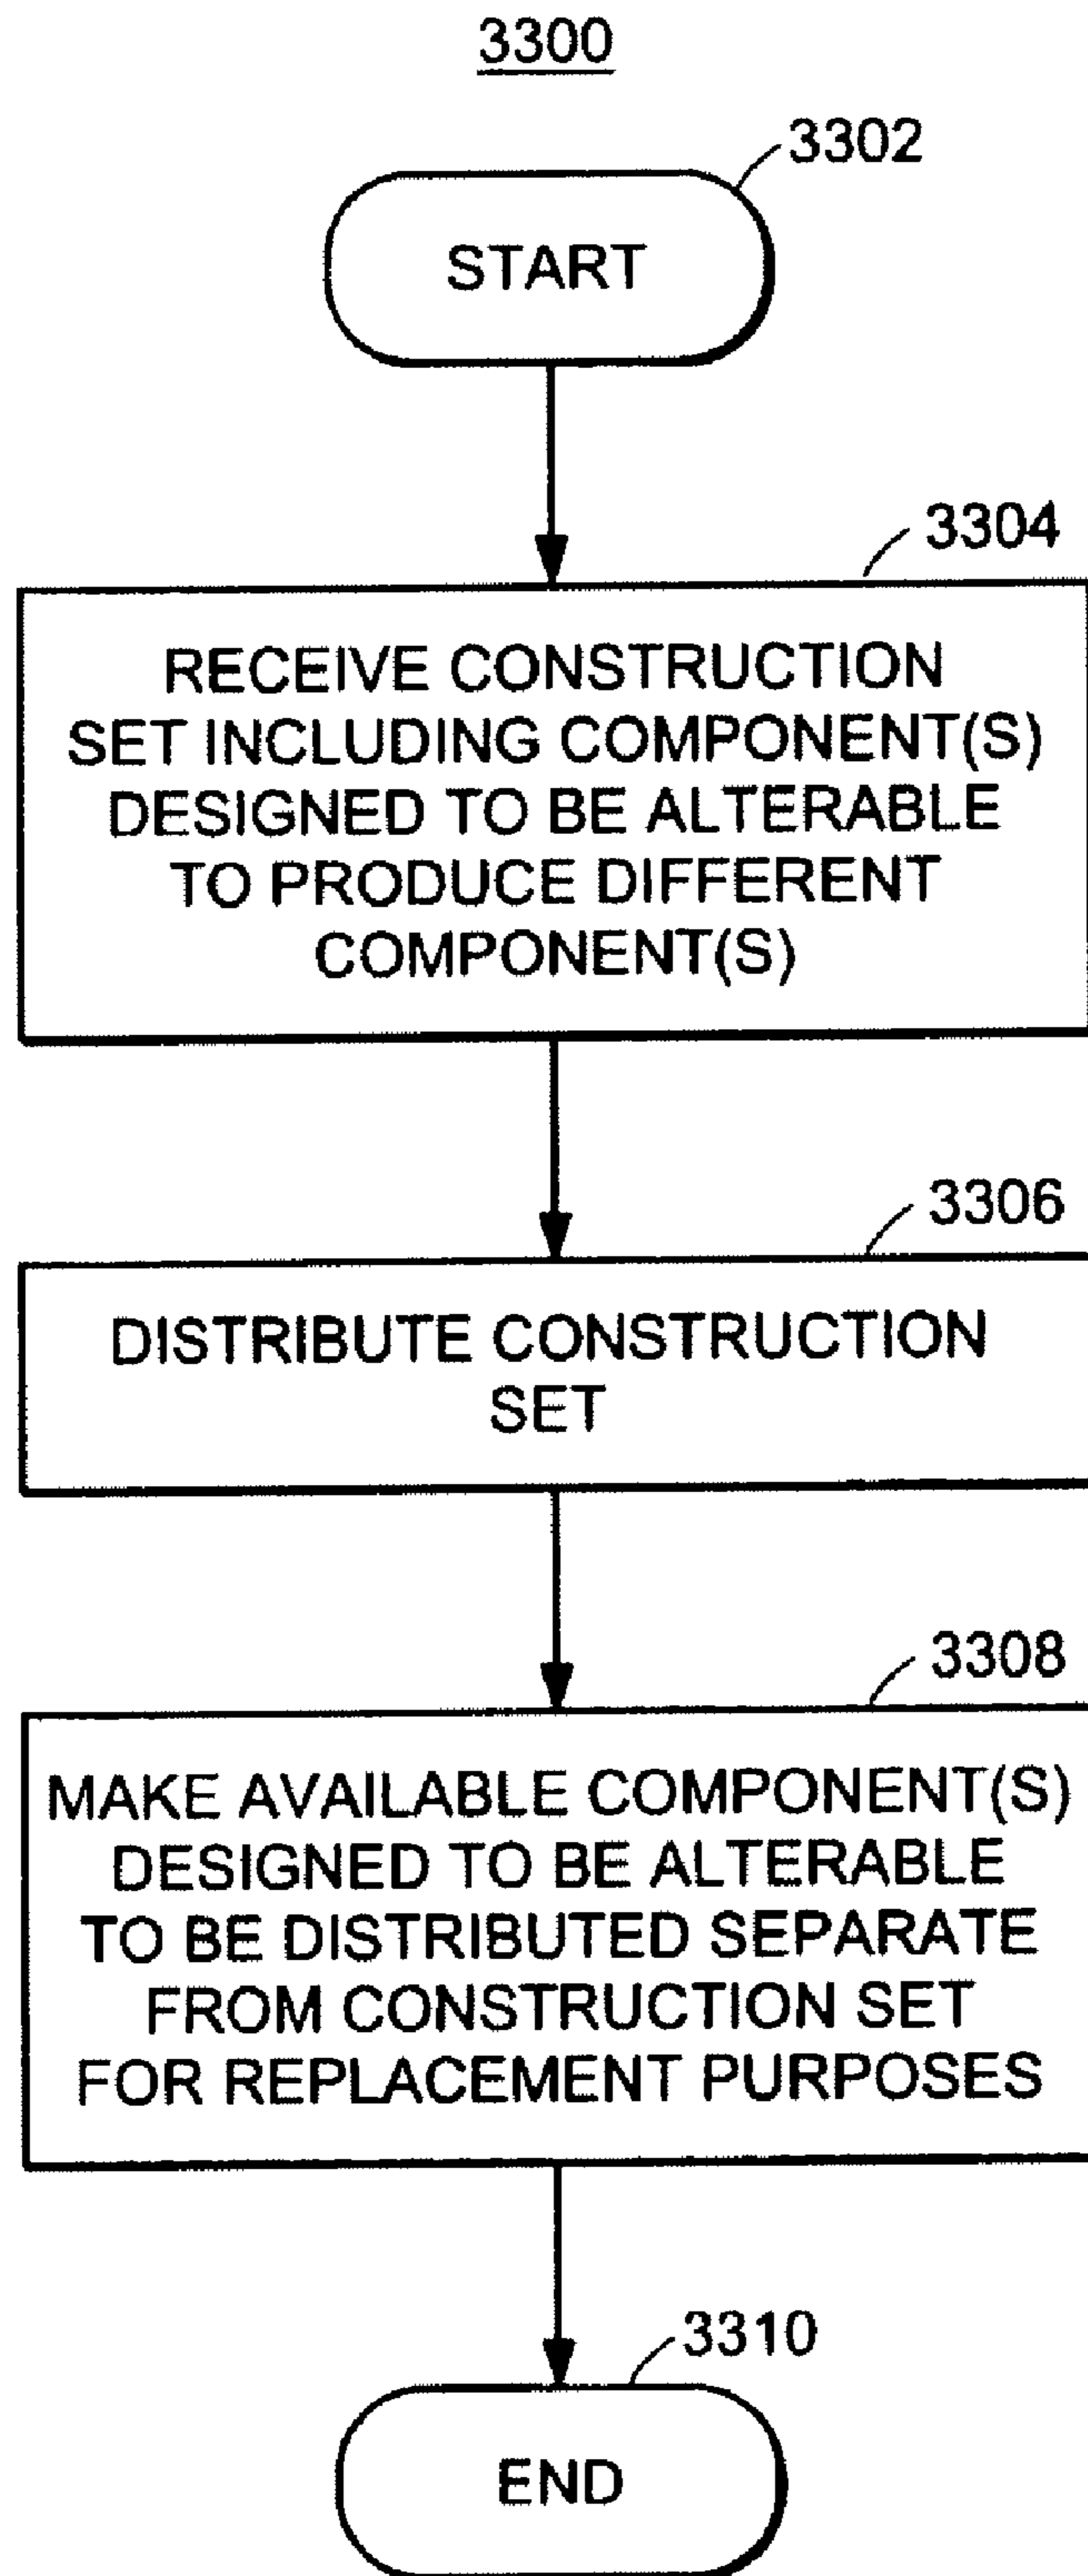 3300
3302
START
3304
RECEIVE CONSTRUCTION
SET INCLUDING COMPONENT(S)
DESIGNED TO BE ALTERABLE
TO PRODUCE DIFFERENT
COMPONENT(S)
3306
DISTRIBUTE CONSTRUCTION
SET
3308
MAKE AVAILABLE COMPONENT(S)
DESIGNED TO BE ALTERABLE
TO BE DISTRIBUTED SEPARATE
FROM CONSTRUCTION SET
FOR REPLACEMENT PURPOSES
3310
END